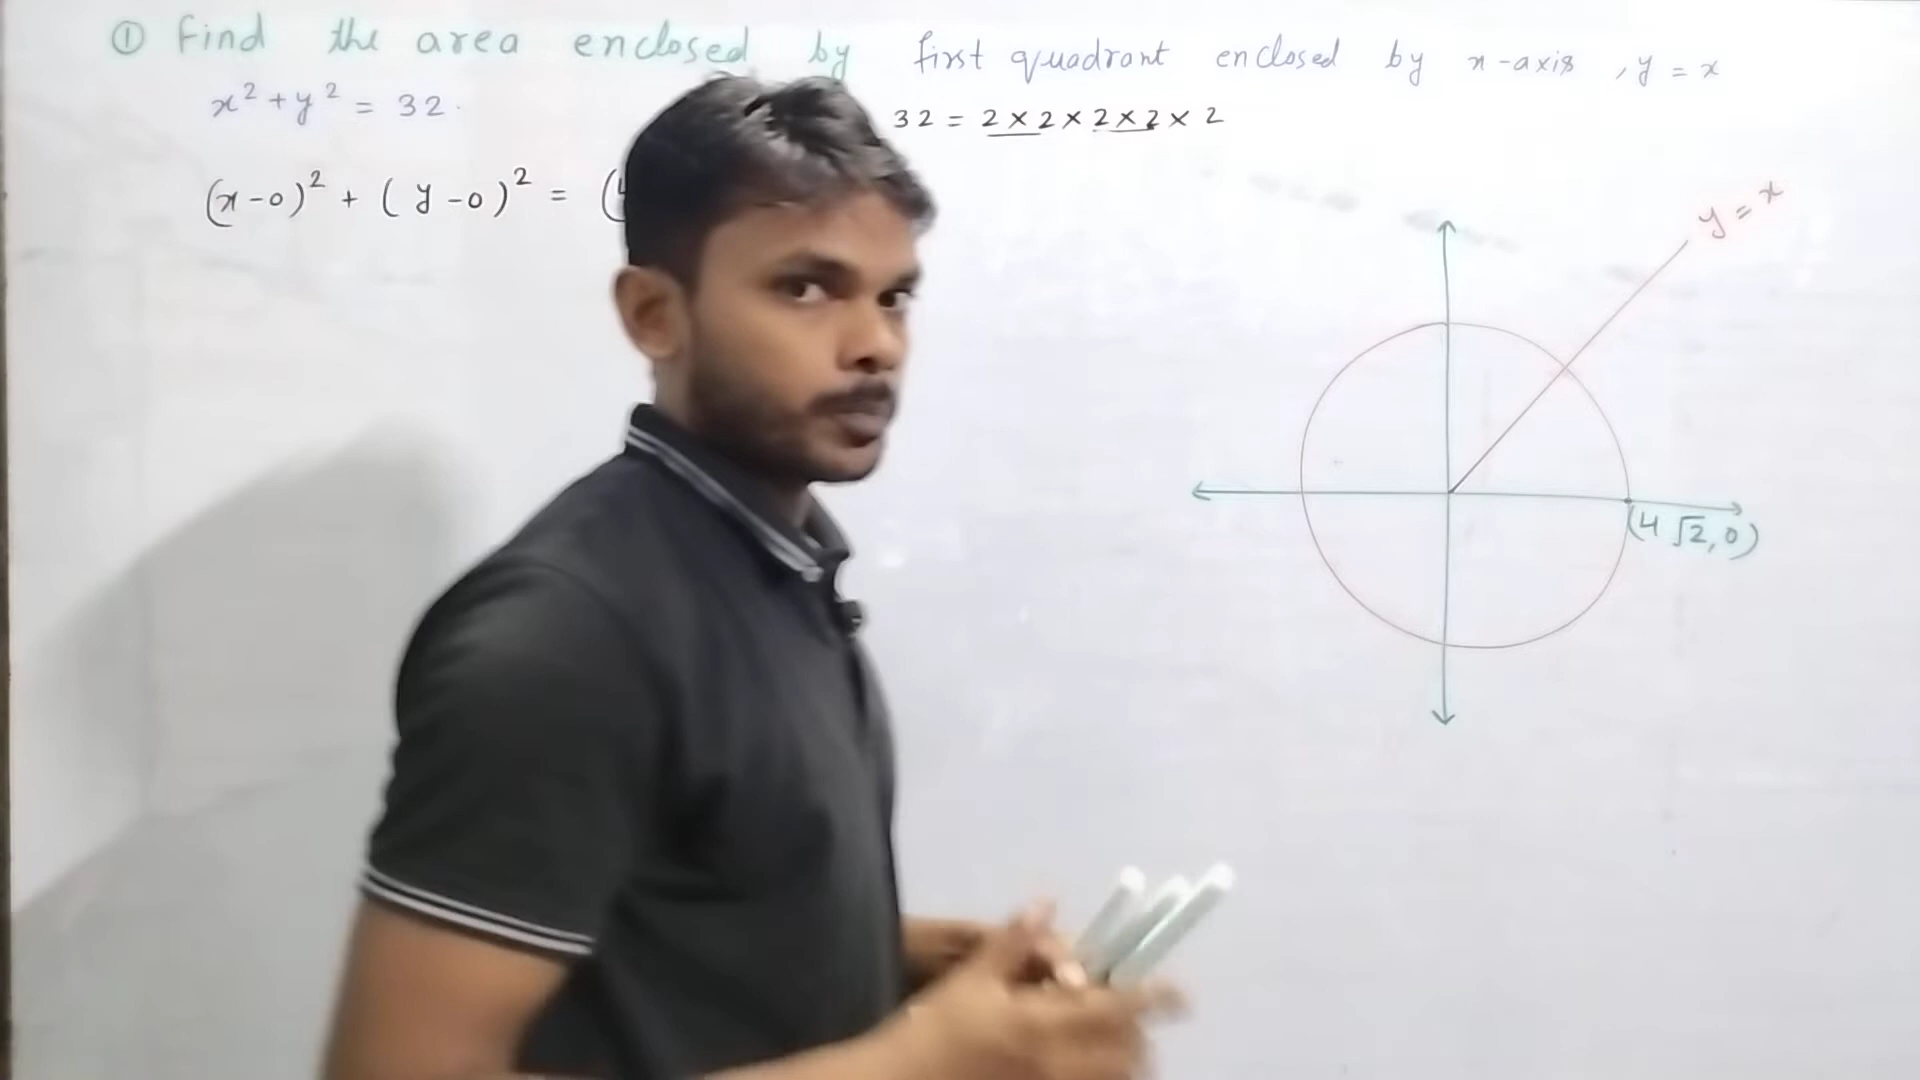 ① Find the area enclosed by first quadrant enclosed by x-axis, y = x
x² + y² = 32.
32 = 2 × 2 × 2 × 2 × 2
(x-0)² + (y-0)² = (
y = x
(4√2, 0)